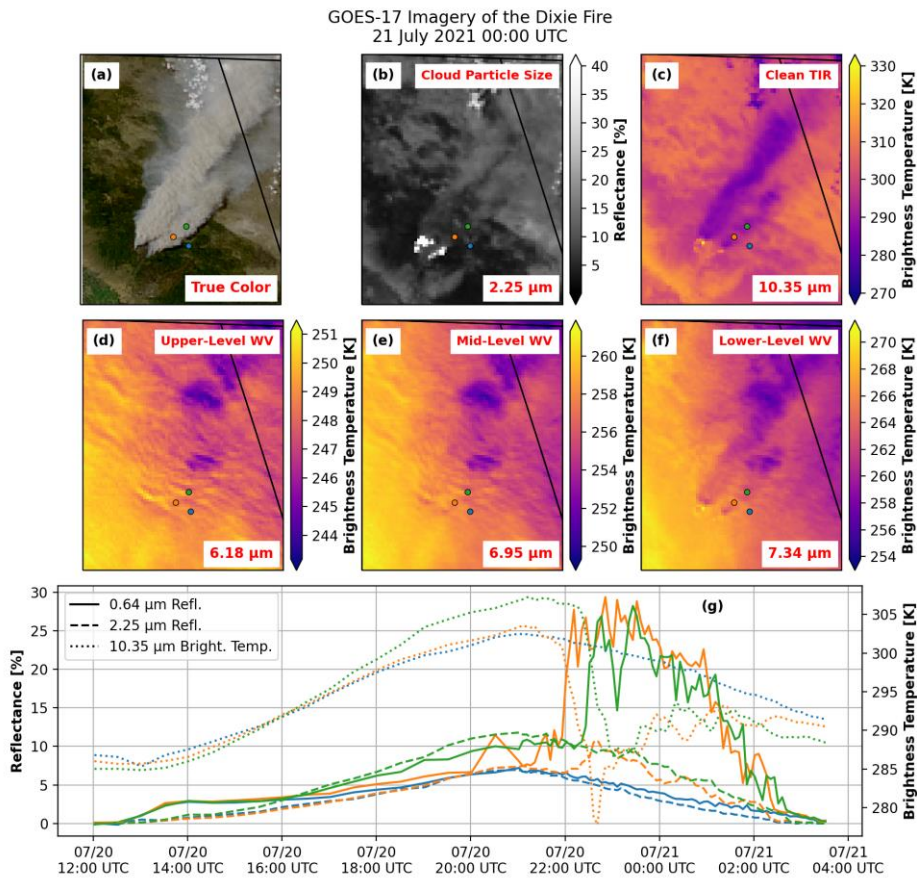 GOES-17 Imagery of the Dixie Fire
21 July 2021 00:00 UTC
(a)
True Color
(b)
Cloud Particle Size
2.25 μm
40
35
30
25
20
15
10
5
Reflectance [%]
(c)
Clean TIR
10.35 μm
330
320
310
300
290
280
270
Brightness Temperature [K]
(d)
Upper-Level WV
6.18 μm
251
250
249
248
247
246
245
244
Brightness Temperature [K]
(e)
Mid-Level WV
6.95 μm
260
258
256
254
252
250
Brightness Temperature [K]
(f)
Lower-Level WV
7.34 μm
270
268
266
264
262
260
258
256
254
Brightness Temperature [K]
(g)
0.64 μm Refl.
2.25 μm Refl.
10.35 μm Bright. Temp.
30
25
20
15
10
5
0
Reflectance [%]
305
300
295
290
285
280
Brightness Temperature [K]
07/20 07/20 07/20 07/20 07/20 07/20 07/21 07/21 07/21
12:00 UTC 14:00 UTC 16:00 UTC 18:00 UTC 20:00 UTC 22:00 UTC 00:00 UTC 02:00 UTC 04:00 UTC